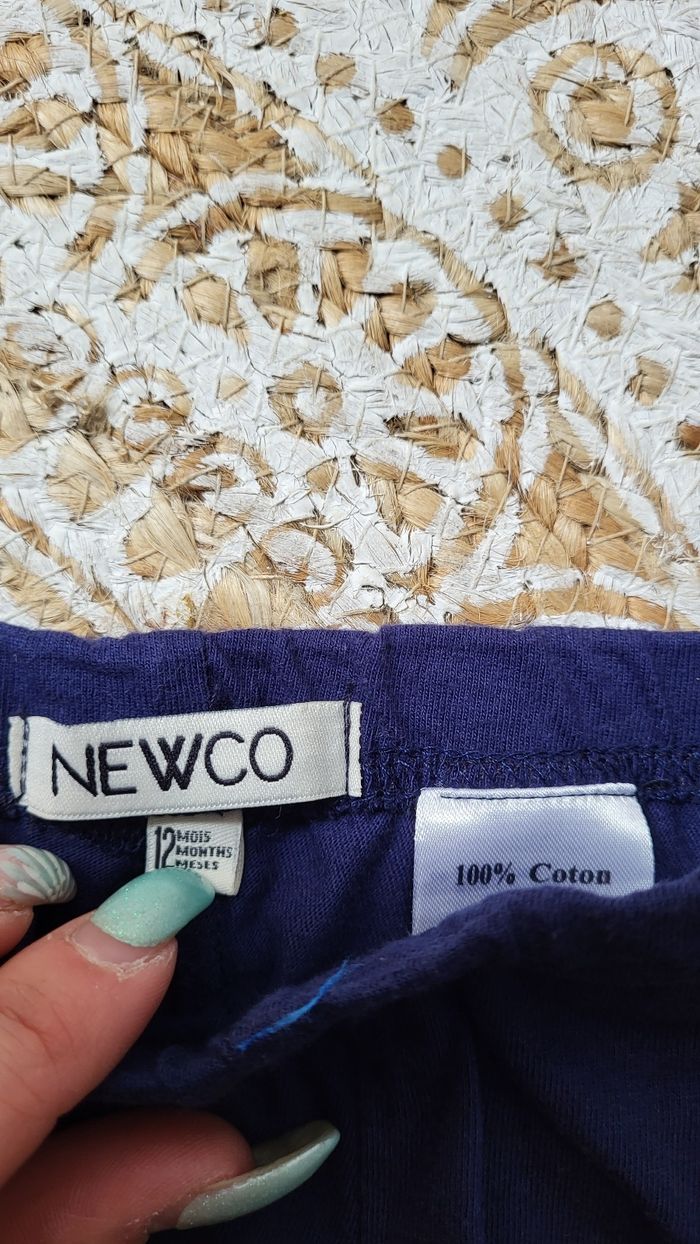 NEWCO
12 MOIS
MONTHS
MESES
100% Coton